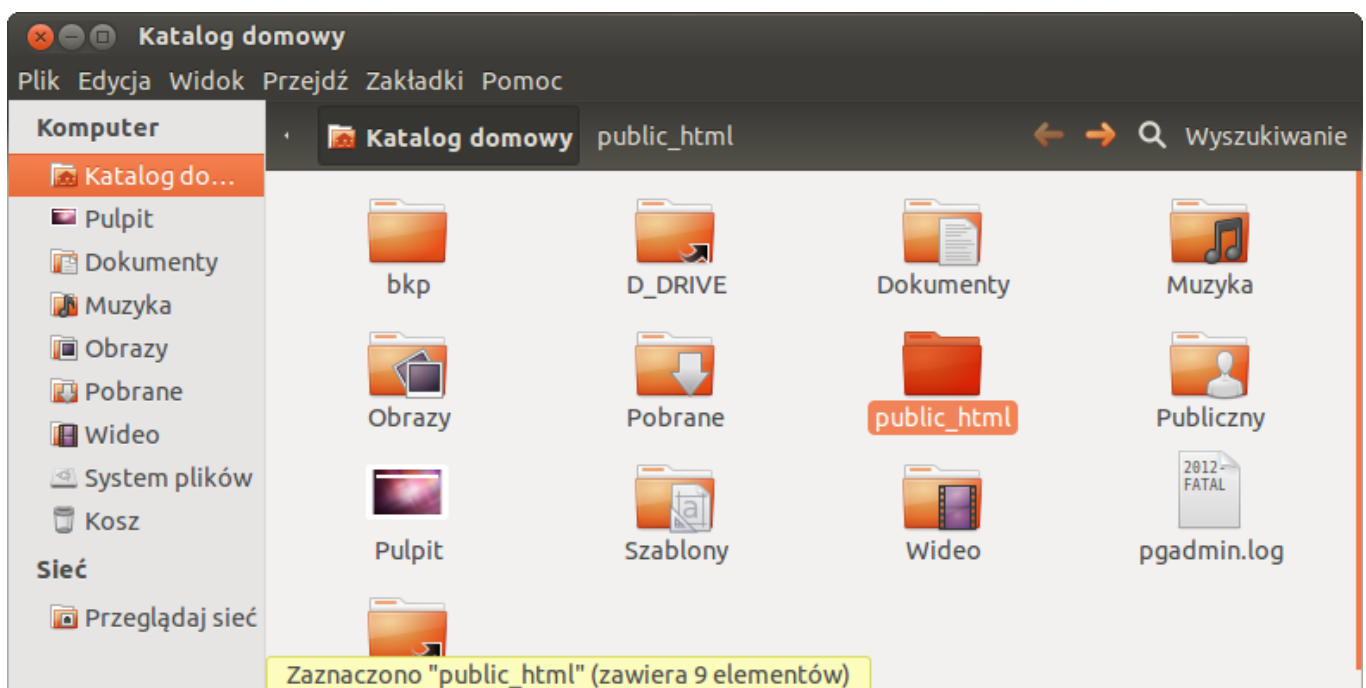 Katalog domowy
Plik Edycja Widok Przejdź Zakładki Pomoc
Komputer
Katalog do...
Pulpit
Dokumenty
Muzyka
Obrazy
Pobrane
Wideo
System plików
Kosz
Sieć
Przeglądaj sieć
Katalog domowy public_html Wyszukiwanie
bkp D_DRIVE Dokumenty Muzyka
Obrazy Pobrane public_html Publiczny
2012-
FATAL
Pulpit Szablony Wideo pgadmin.log
Zaznaczono "public_html" (zawiera 9 elementów)